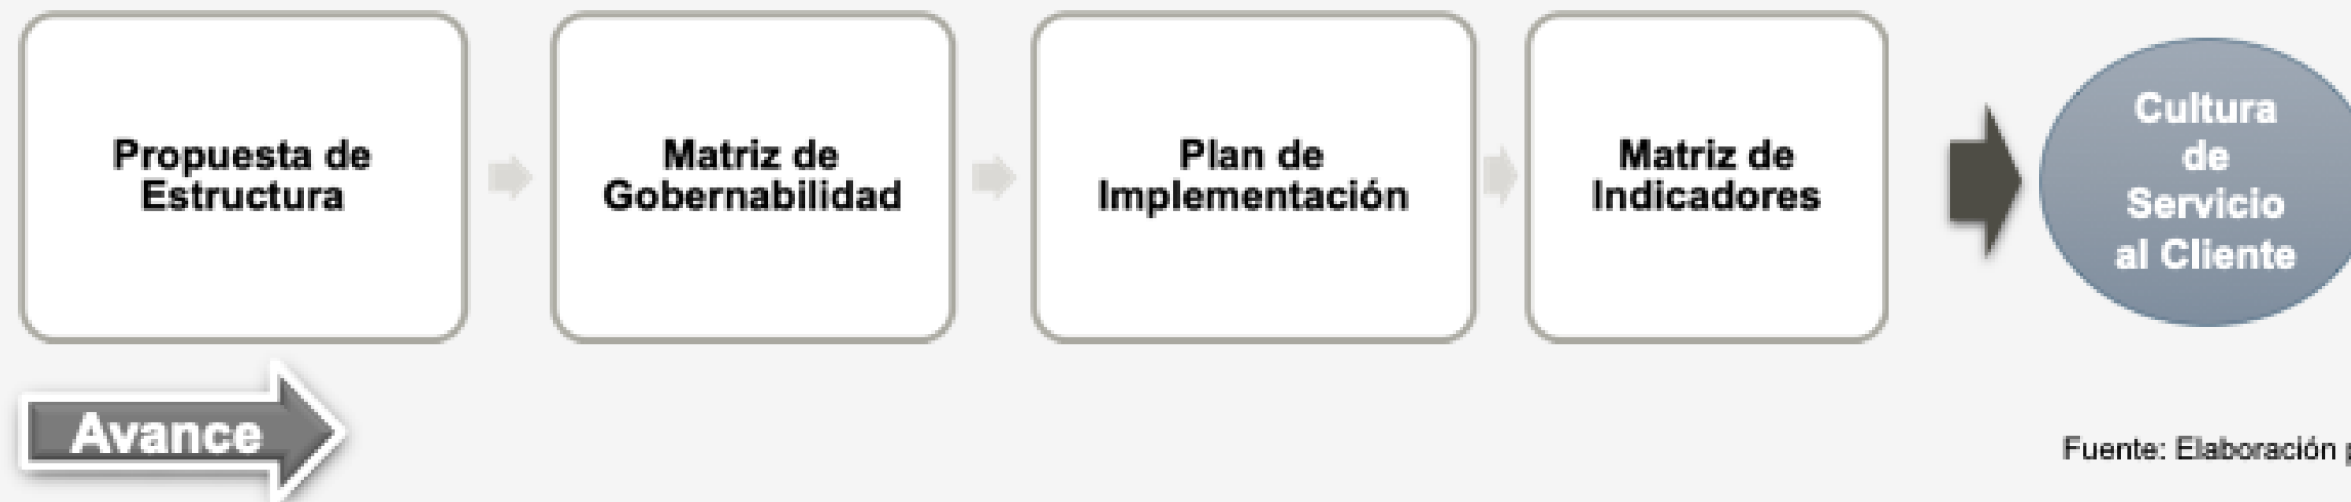 Propuesta de
Estructura
Matriz de
Gobernabilidad
Plan de
Implementación
Matriz de
Indicadores
Cultura
de
Servicio
al Cliente
Avance
Fuente: Elaboración